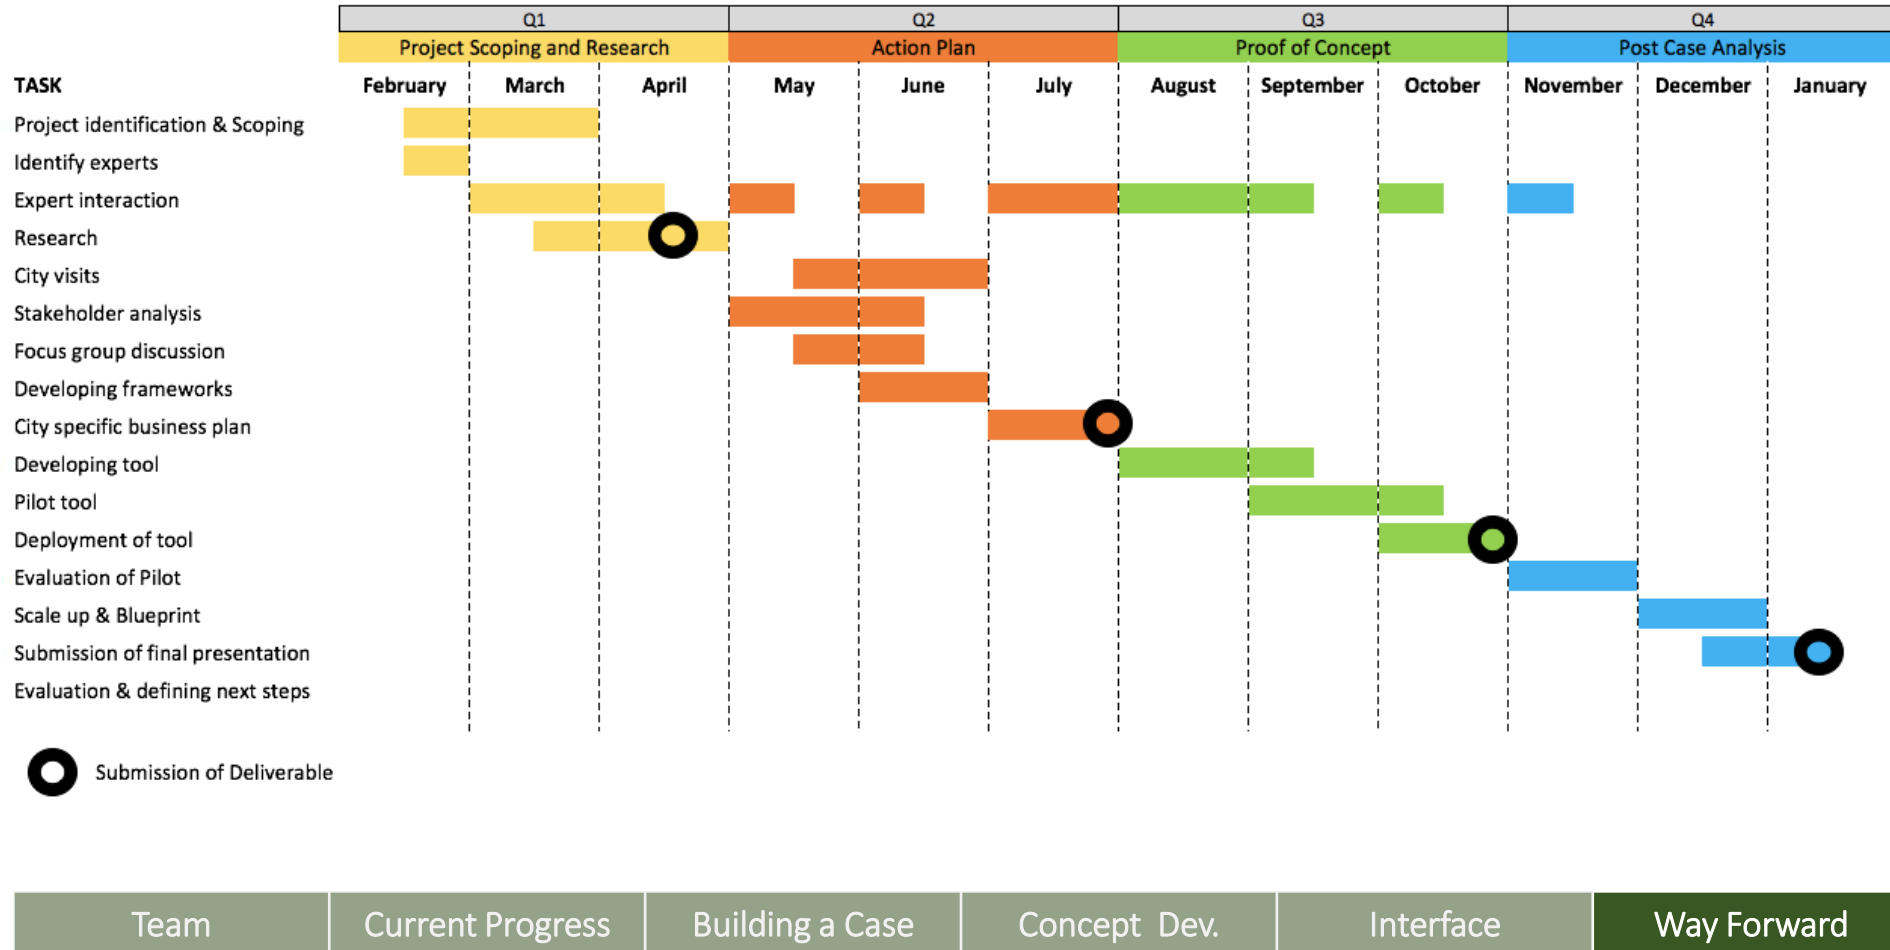 Q1 Q2 Q3 Q4
Project Scoping and Research Action Plan Proof of Concept Post Case Analysis
TASK February March April May June July August September October November December January
Project identification & Scoping
Identify experts
Expert interaction
Research
City visits
Stakeholder analysis
Focus group discussion
Developing frameworks
City specific business plan
Developing tool
Pilot tool
Deployment of tool
Evaluation of Pilot
Scale up & Blueprint
Submission of final presentation
Evaluation & defining next steps
Submission of Deliverable
Team Current Progress Building a Case Concept Dev. Interface Way Forward